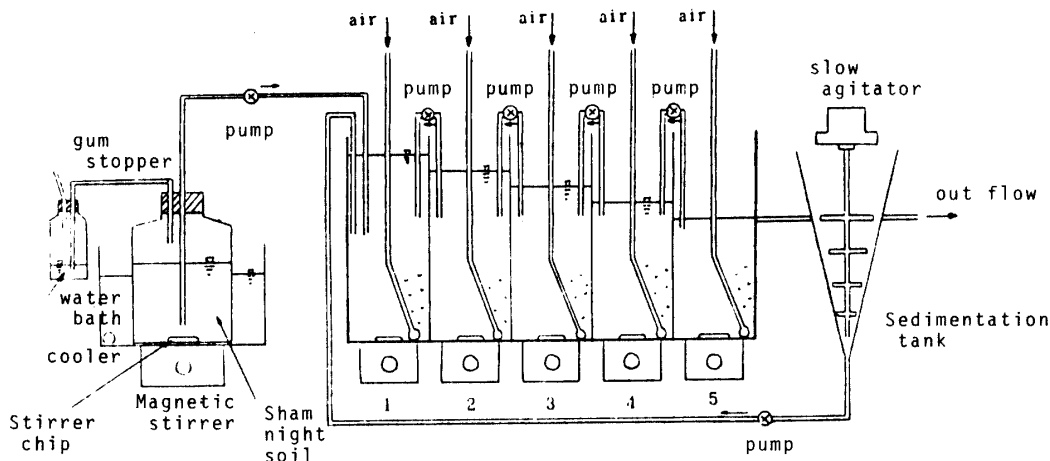 air air air air air
slow
agitator
pump pump pump pump
pump
gum
stopper
out flow
water
bath
cooler
Sedimentation
tank
Stirrer
chip
Magnetic
stirrer
Sham
night
soil
1 2 3 4 5
pump